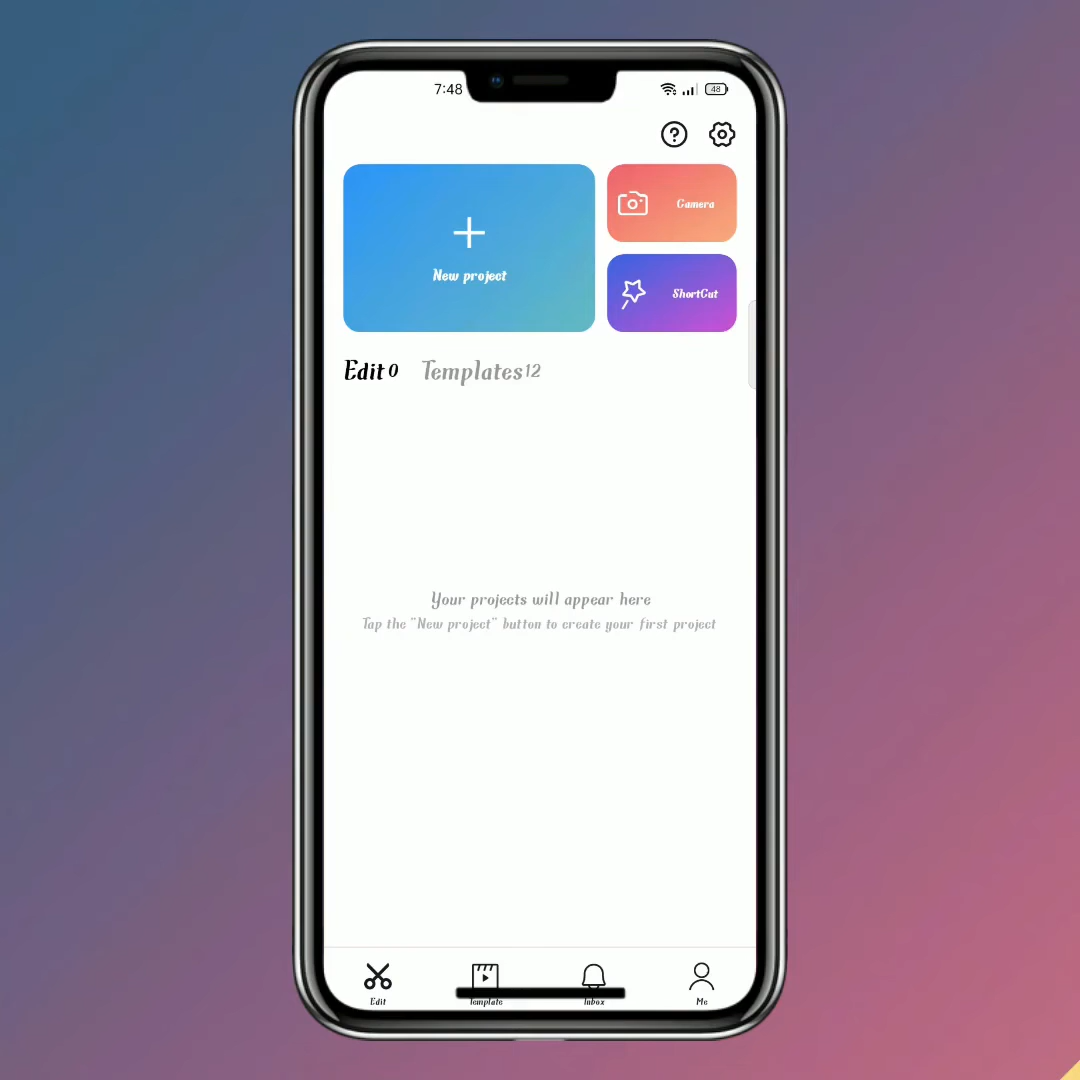 7:48
48
New project
Camera
ShortCut
Edit 0
Templates 12
Your projects will appear here
Tap the "New project" button to create your first project
Edit
Template
Inbox
Me